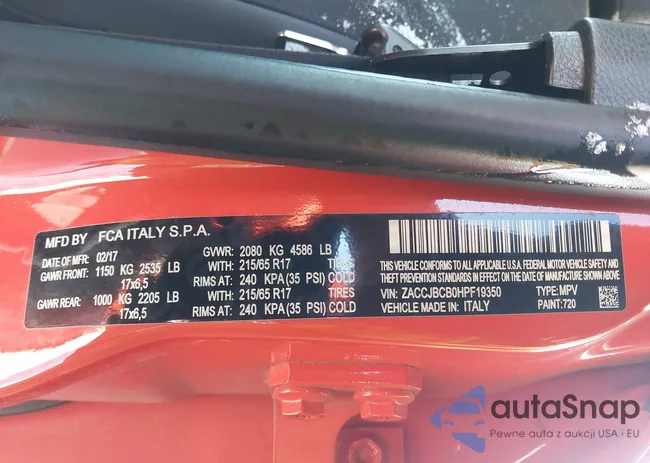 MFD BY FCA ITALY S.P.A.
DATE OF MFR: 02/17 GVWR: 2080 KG 4586 LB
GAWR FRONT: 1150 KG 2535 LB WITH: 215/65 R17 TIRES
17x6,5 RIMS AT: 240 KPA(35 PSI) COLD
GAWR REAR: 1000 KG 2205 LB WITH: 215/65 R17 TIRES
17x6,5 RIMS AT: 240 KPA(35 PSI) COLD
THIS VEHICLE CONFORMS TO ALL APPLICABLE U.S.A. FEDERAL MOTOR VEHICLE SAFETY AND
THEFT PREVENTION STANDARDS IN EFFECT ON THE DATE OF MANUFACTURE SHOWN ABOVE.
VIN: ZACCJBCB0HPF19350 TYPE: MPV
VEHICLE MADE IN: ITALY PAINT: 720
autaSnap
Pewne auta z aukcji USA i EU